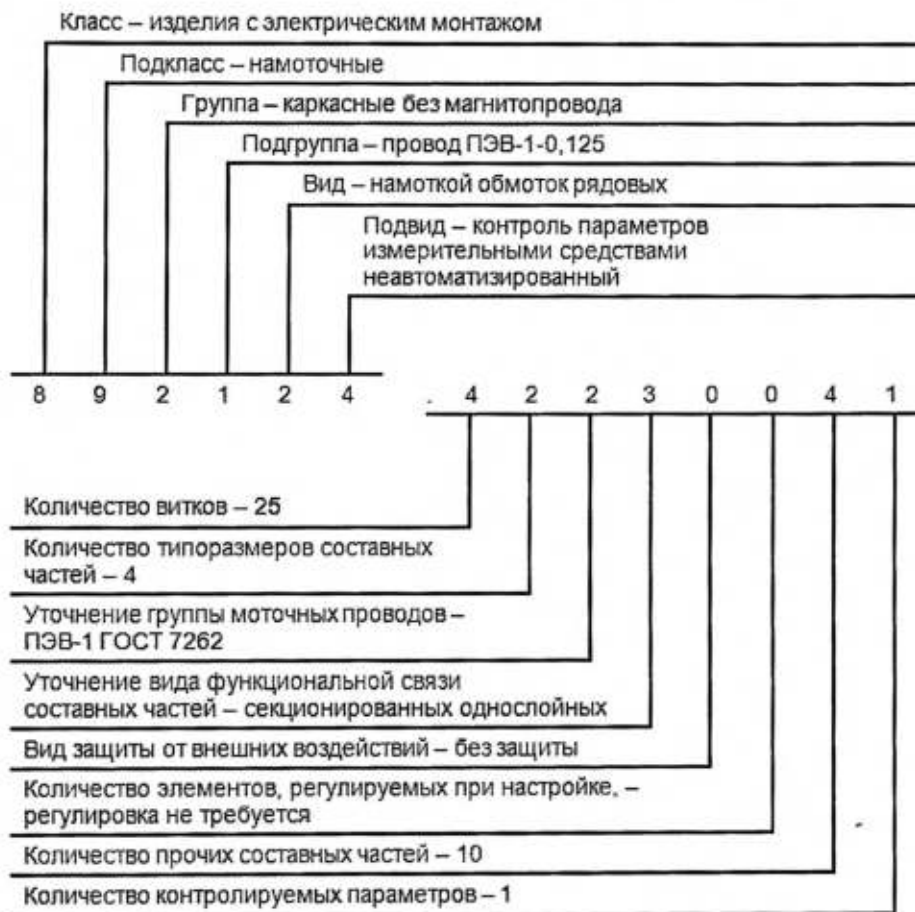 Класс – изделия с электрическим монтажом
Подкласс – намоточные
Группа – каркасные без магнитопровода
Подгруппа – провод ПЭВ-1-0,125
Вид – намоткой обмоток рядовых
Подвид – контроль параметров
измерительными средствами
неавтоматизированный
8 9 2 1 2 4
4 2 2 3 0 0 4 1
Количество витков – 25
Количество типоразмеров составных
частей – 4
Уточнение группы моточных проводов –
ПЭВ-1 ГОСТ 7262
Уточнение вида функциональной связи
составных частей – секционированных однослойных
Вид защиты от внешних воздействий – без защиты
Количество элементов, регулируемых при настройке, –
регулировка не требуется
Количество прочих составных частей – 10
Количество контролируемых параметров – 1